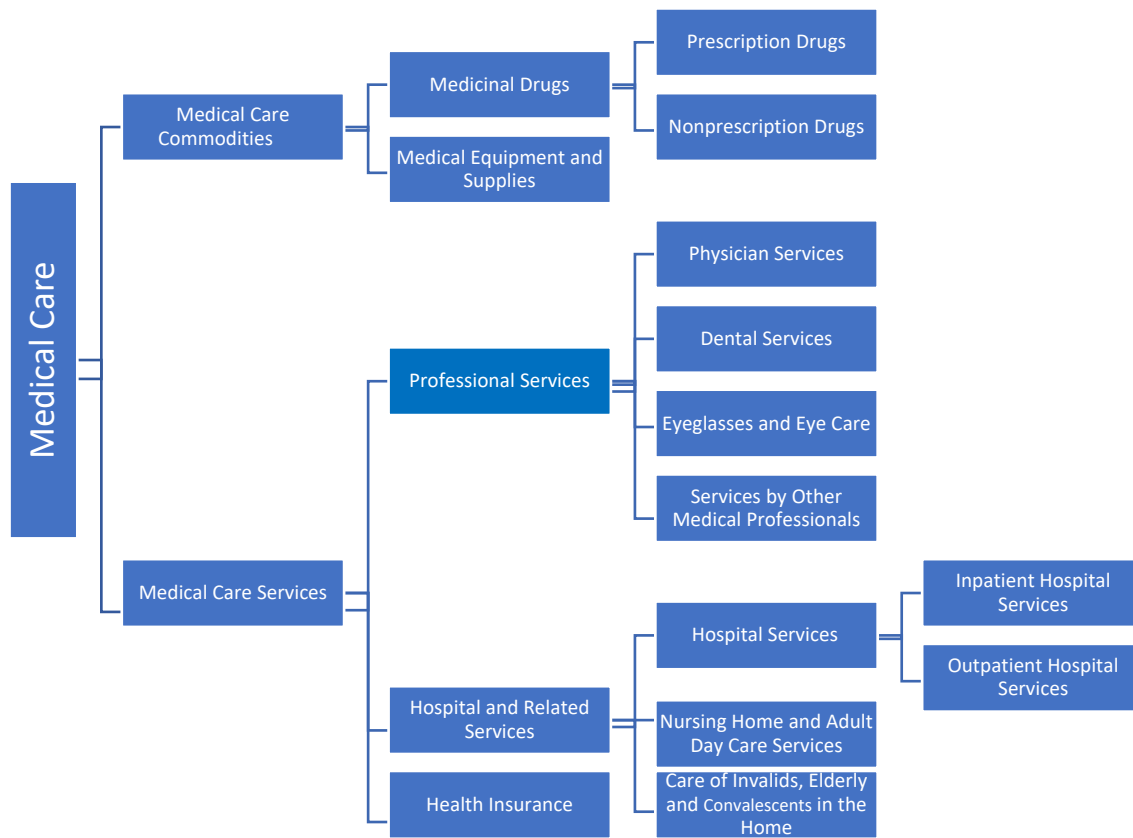 Medical Care
Medical Care
Commodities
Medicinal Drugs
Prescription Drugs
Nonprescription Drugs
Medical Equipment and
Supplies
Medical Care Services
Professional Services
Physician Services
Dental Services
Eyeglasses and Eye Care
Services by Other
Medical Professionals
Hospital and Related
Services
Hospital Services
Inpatient Hospital
Services
Outpatient Hospital
Services
Nursing Home and Adult
Day Care Services
Care of Invalids, Elderly
and Convalescents in the
Home
Health Insurance